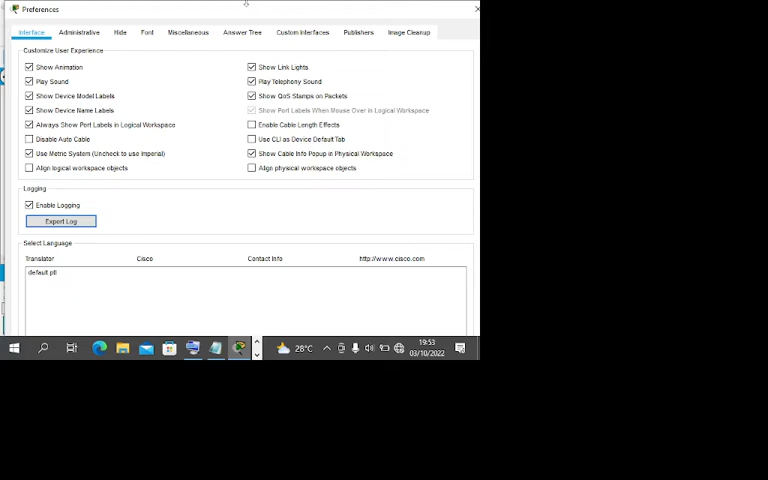 Preferences
Interface Administrative Hide Font Miscellaneous Answer Tree Custom Interfaces Publishers Image Cleanup
Customize User Experience
Show Animation Show Link Lights
Play Sound Play Telephony Sound
Show Device Model Labels Show QoS Stamps on Packets
Show Device Name Labels Show Port Labels When Mouse Over in Logical Workspace
Always Show Port Labels in Logical Workspace Enable Cable Length Effects
Disable Auto Cable Use CLI as Device Default Tab
Use Metric System (Uncheck to use Imperial) Show Cable Info Popup in Physical Workspace
Align logical workspace objects Align physical workspace objects
Logging
Enable Logging
Export Log
Select Language
Translator Cisco Contact Info http://www.cisco.com
default.ptl
28°C
19:53
03/10/2022